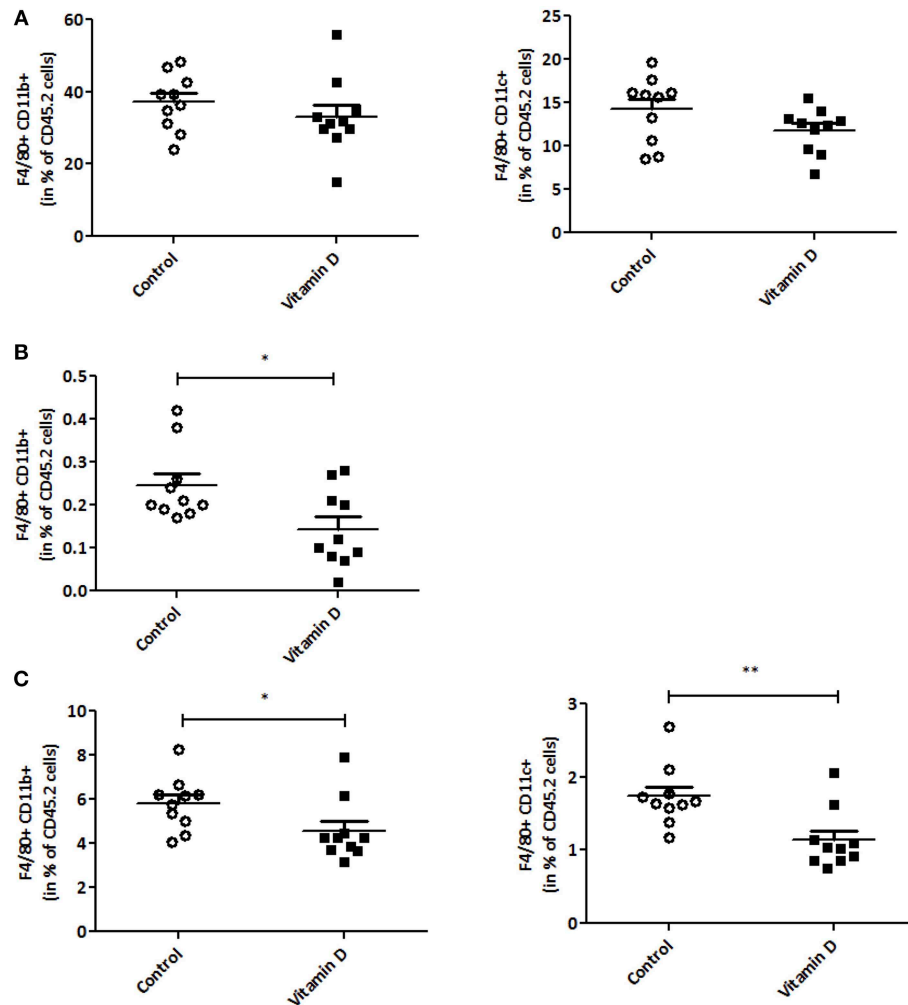 A
F4/80+ CD11b+
(in % of CD45.2 cells)
60
40
20
0
Control
Vitamin D
F4/80+ CD11c+
(in % of CD45.2 cells)
25
20
15
10
5
0
Control
Vitamin D
B
*
F4/80+ CD11b+
(in % of CD45.2 cells)
0.5
0.4
0.3
0.2
0.1
0.0
Control
Vitamin D
C
*
F4/80+ CD11b+
(in % of CD45.2 cells)
10
8
6
4
2
0
Control
Vitamin D
**
F4/80+ CD11c+
(in % of CD45.2 cells)
3
2
1
0
Control
Vitamin D